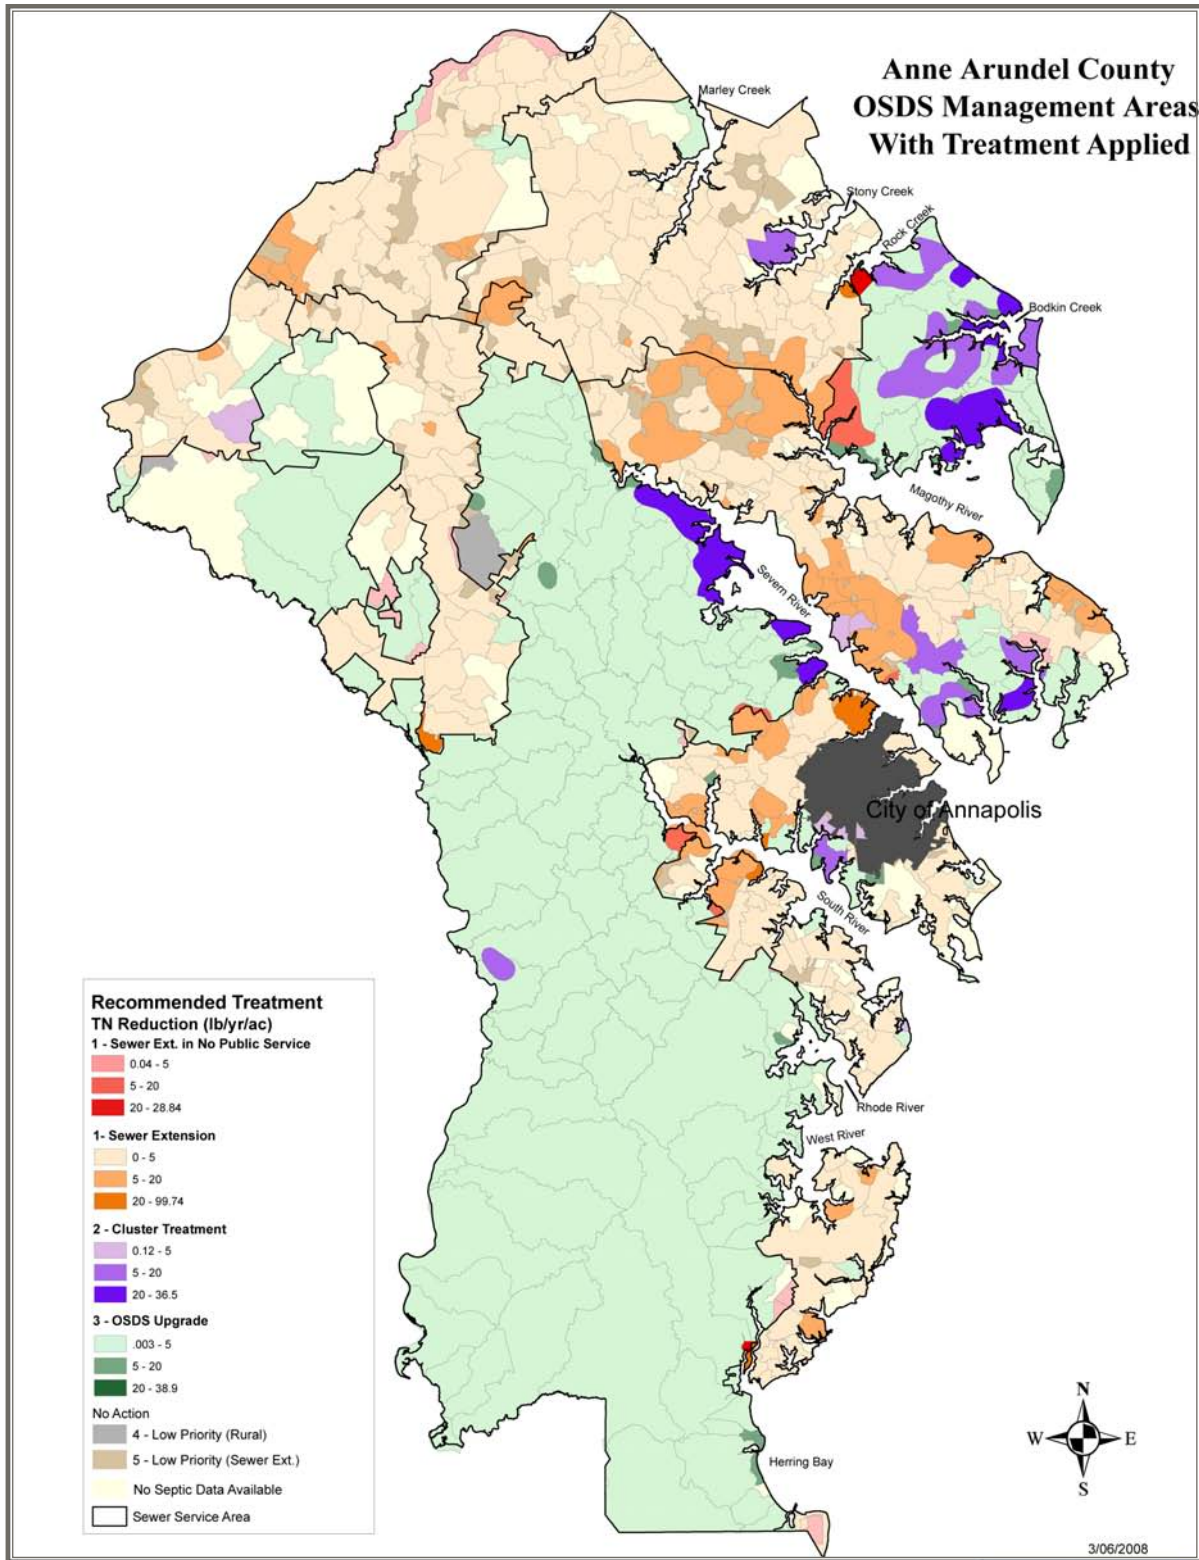 Anne Arundel County
OSDS Management Areas
With Treatment Applied
Marley Creek
Stony Creek
Rock Creek
Bodkin Creek
Magothy River
Severn River
City of Annapolis
South River
Rhode River
West River
Herring Bay
Recommended Treatment
TN Reduction (lb/yr/ac)
1 - Sewer Ext. in No Public Service
0.04 - 5
5 - 20
20 - 28.84
1- Sewer Extension
0 - 5
5 - 20
20 - 99.74
2 - Cluster Treatment
0.12 - 5
5 - 20
20 - 36.5
3 - OSDS Upgrade
.003 - 5
5 - 20
20 - 38.9
No Action
4 - Low Priority (Rural)
5 - Low Priority (Sewer Ext.)
No Septic Data Available
Sewer Service Area
N
W
E
S
3/06/2008